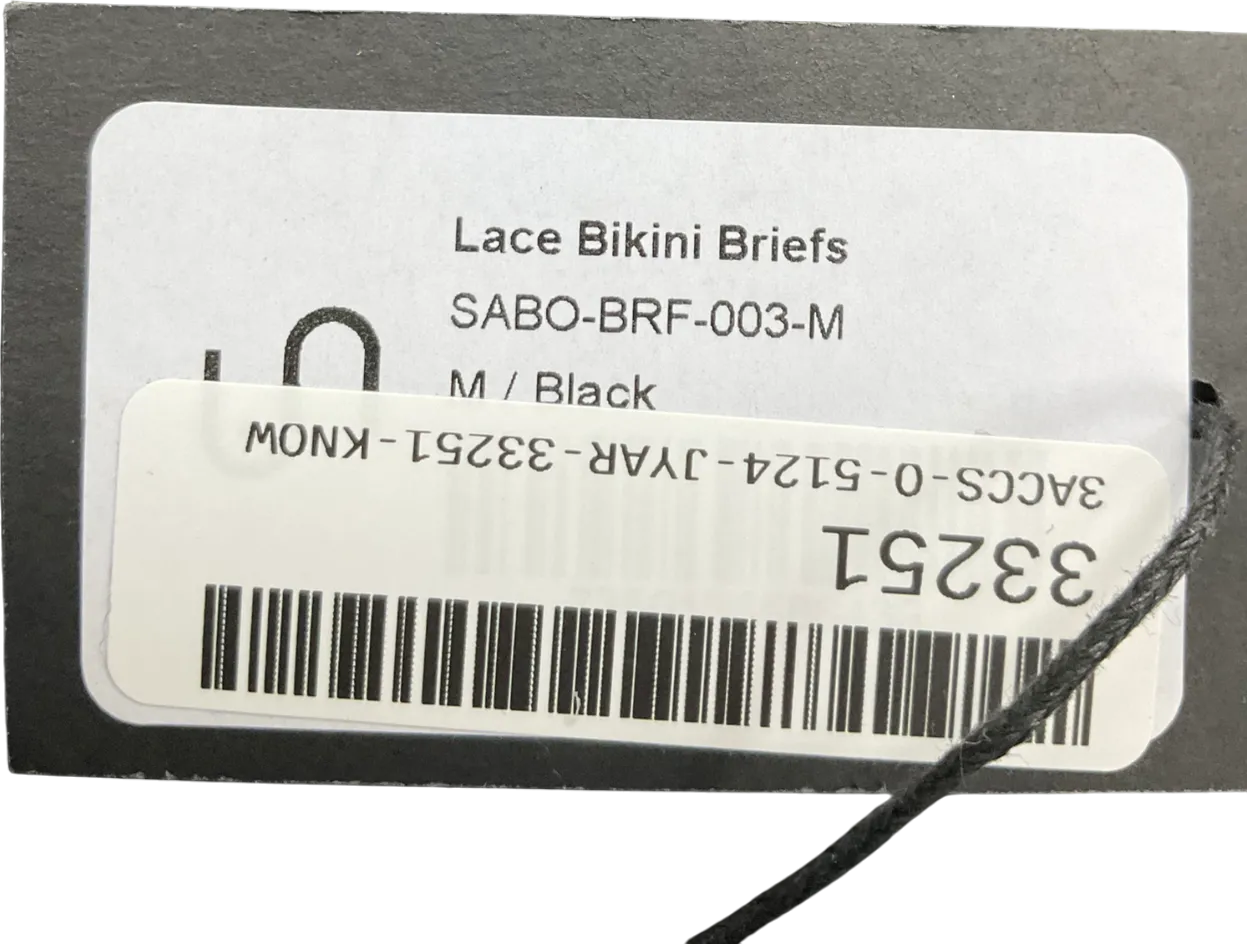 Lace Bikini Briefs
SABO-BRF-003-M
M / Black
3ACCS-0-5124-JYAR-33251-KNOW
33251